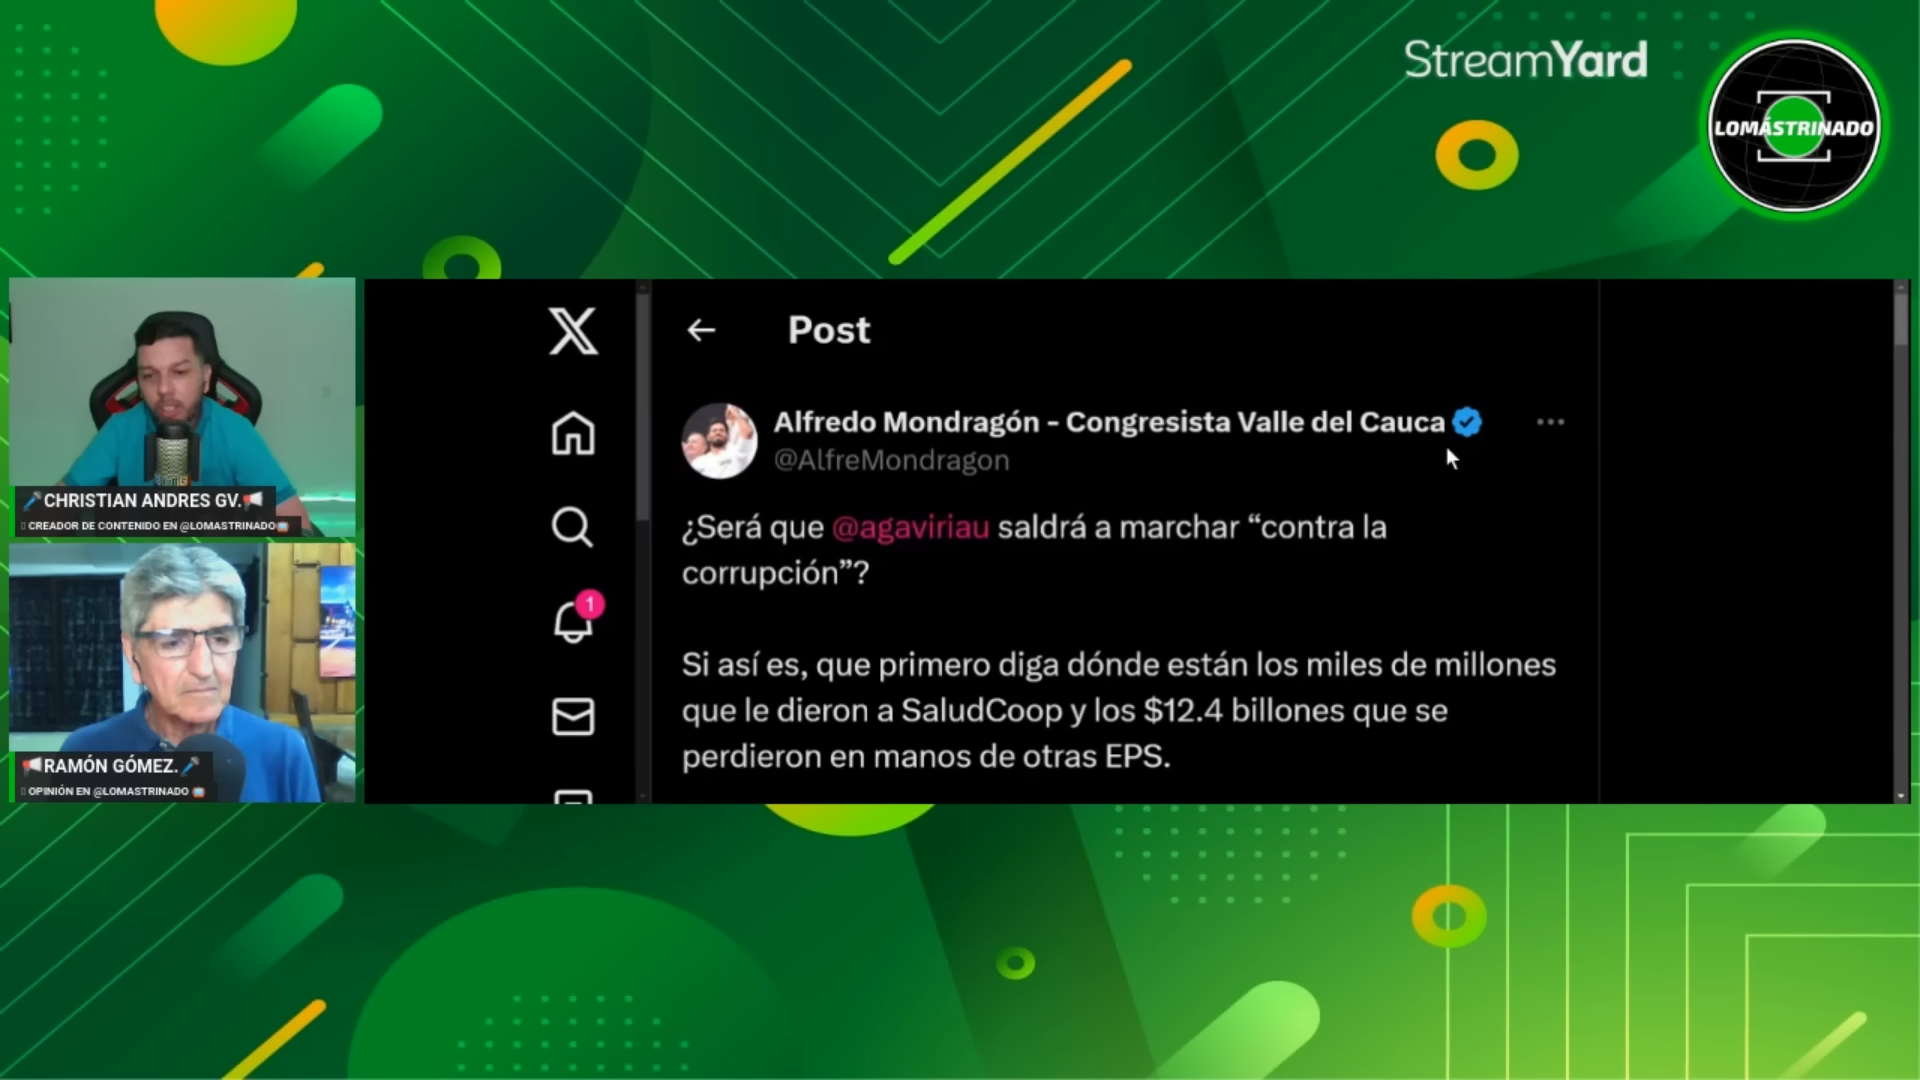 StreamYard
LOMÁSTRINADO
Post
Alfredo Mondragón - Congresista Valle del Cauca
@AlfreMondragon
¿Será que @agaviriau saldrá a marchar “contra la
corrupción”?
Si así es, que primero diga dónde están los miles de millones
que le dieron a SaludCoop y los $12.4 billones que se
perdieron en manos de otras EPS.
1
CHRISTIAN ANDRES GV.
CREADOR DE CONTENIDO EN @LOMASTRINADO
RAMÓN GÓMEZ.
OPINIÓN EN @LOMASTRINADO